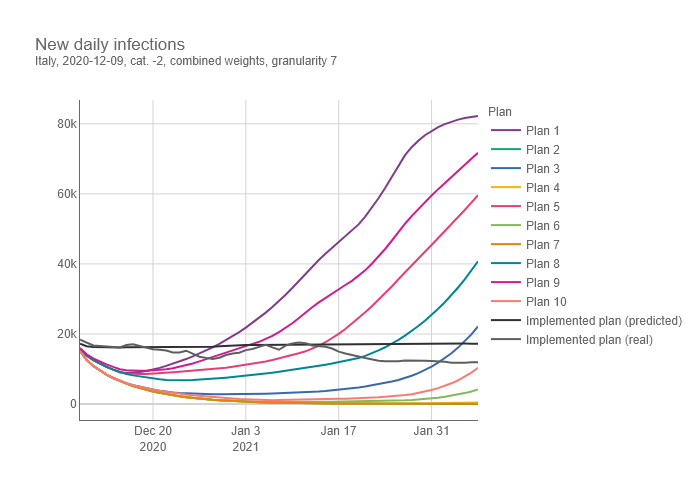 New daily infections
Italy, 2020-12-09, cat. -2, combined weights, granularity 7
Plan
80k
60k
40k
20k
0
Dec 20
2020
Jan 3
2021
Jan 17
Jan 31
Plan 1
Plan 2
Plan 3
Plan 4
Plan 5
Plan 6
Plan 7
Plan 8
Plan 9
Plan 10
Implemented plan (predicted)
Implemented plan (real)